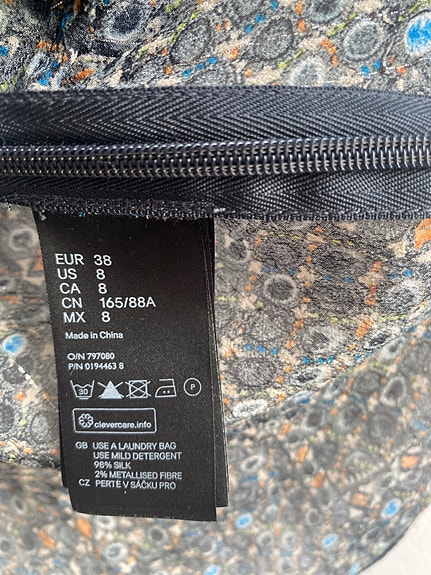 EUR 38
US 8
CA 8
CN 165/88A
MX 8
Made in China
O/N 797080
P/N 0194463 8
30
P
clevercare.info
GB USE A LAUNDRY BAG
USE MILD DETERGENT
98% SILK
2% METALLISED FIBRE
CZ PERTE V SÁČKU PRO